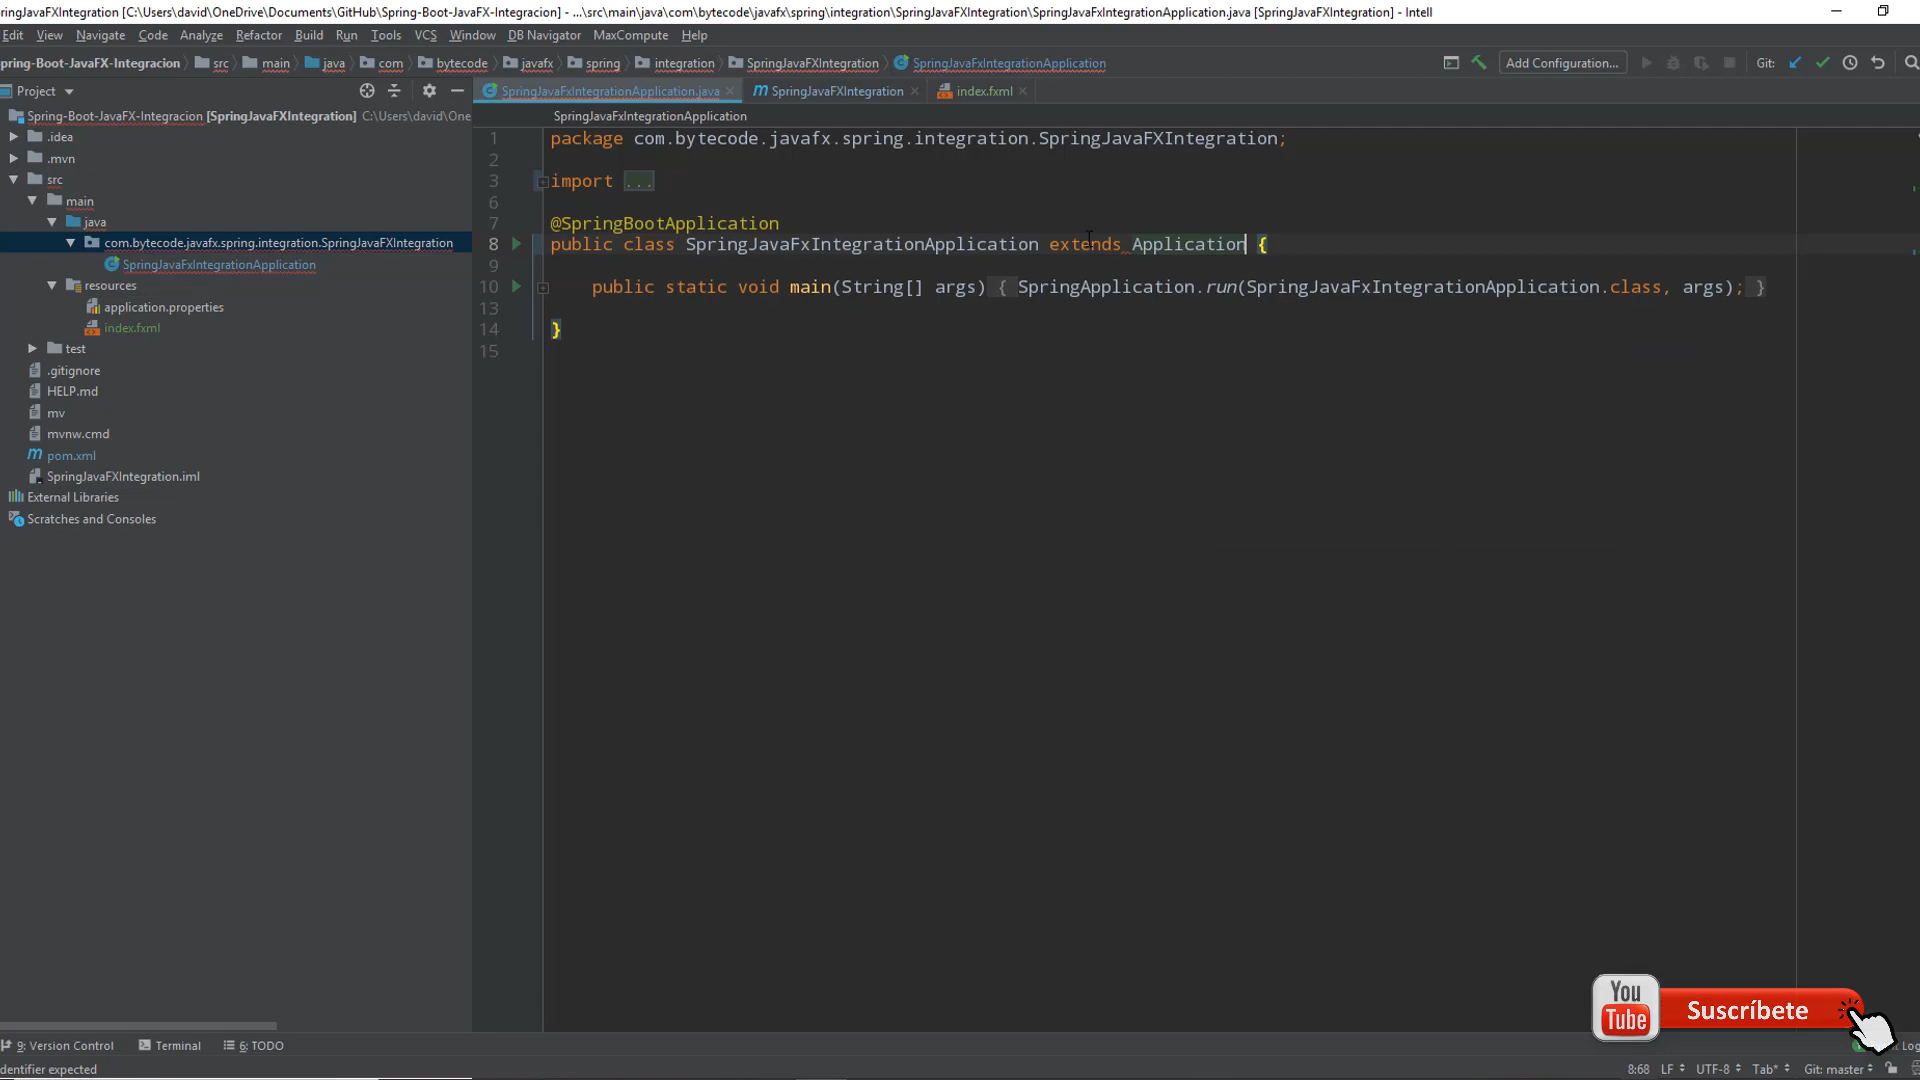 ringJavaFXIntegration [C:\Users\david\OneDrive\Documents\GitHub\Spring-Boot-JavaFX-Integracion] - ...\src\main\java\com\bytecode\javafx\spring\integration\SpringJavaFXIntegration\SpringJavaFxIntegrationApplication.java [SpringJavaFXIntegration] - Intell
Edit View Navigate Code Analyze Refactor Build Run Tools VCS Window DB Navigator MaxCompute Help
pring-Boot-JavaFX-Integracion src main java com bytecode javafx spring integration SpringJavaFXIntegration SpringJavaFxIntegrationApplication Add Configuration... Git:
Project
SpringJavaFxIntegrationApplication.java SpringJavaFXIntegration index.fxml
Spring-Boot-JavaFX-Integracion [SpringJavaFXIntegration] C:\Users\david\One
SpringJavaFxIntegrationApplication
.idea
.mvn
src
main
java
com.bytecode.javafx.spring.integration.SpringJavaFXIntegration
SpringJavaFxIntegrationApplication
resources
application.properties
index.fxml
test
.gitignore
HELP.md
mv
mvnw.cmd
pom.xml
SpringJavaFXIntegration.iml
External Libraries
Scratches and Consoles
1 package com.bytecode.javafx.spring.integration.SpringJavaFXIntegration;
2
3 import ...
6
7 @SpringBootApplication
8 public class SpringJavaFxIntegrationApplication extends Application {
9
10 public static void main(String[] args) { SpringApplication.run(SpringJavaFxIntegrationApplication.class, args); }
13
14 }
15
You Tube Suscríbete
9: Version Control Terminal 6: TODO Log
dentifier expected 8:68 LF UTF-8 Tab* Git: master